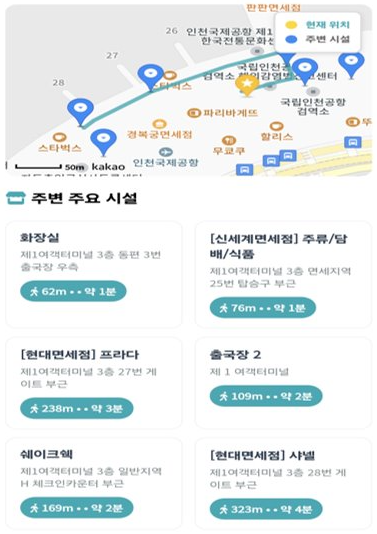 판판면세점
현재 위치
주변 시설
26
인천국제공항 제1
한국전통문화센
27
국립인천공
검역소 해외감염병
센터
28
스타벅스
국립인천공항
검역소
파리바게뜨
경복궁면세점
할리스
스타벅스
무쿄쿠
인천국제공항
50m kakao
주변 주요 시설
화장실
제1여객터미널 3층 동편 3번
출국장 우측
62m •• 약 1분
[신세계면세점] 주류/담
배/식품
제1여객터미널 3층 면세지역
25번 탑승구 부근
76m •• 약 1분
[현대면세점] 프라다
제1여객터미널 3층 27번 게
이트 부근
238m •• 약 3분
출국장 2
제 1 여객터미널
109m •• 약 2분
쉐이크쉑
제1여객터미널 3층 일반지역
H 체크인카운터 부근
169m •• 약 2분
[현대면세점] 샤넬
제1여객터미널 3층 28번 게
이트 부근
323m •• 약 4분